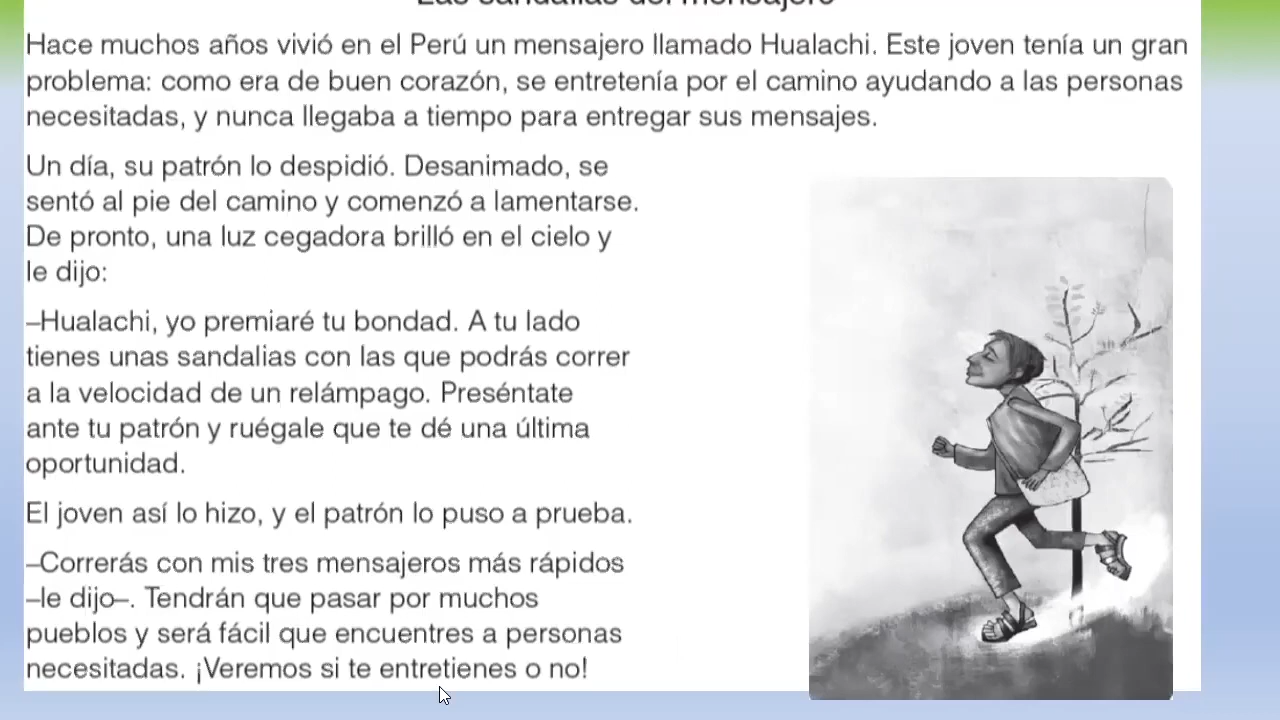 Las sandalias del mensajero
Hace muchos años vivió en el Perú un mensajero llamado Hualachi. Este joven tenía un gran
problema: como era de buen corazón, se entretenía por el camino ayudando a las personas
necesitadas, y nunca llegaba a tiempo para entregar sus mensajes.
Un día, su patrón lo despidió. Desanimado, se
sentó al pie del camino y comenzó a lamentarse.
De pronto, una luz cegadora brilló en el cielo y
le dijo:
–Hualachi, yo premiaré tu bondad. A tu lado
tienes unas sandalias con las que podrás correr
a la velocidad de un relámpago. Preséntate
ante tu patrón y ruégale que te dé una última
oportunidad.
El joven así lo hizo, y el patrón lo puso a prueba.
–Correrás con mis tres mensajeros más rápidos
–le dijo–. Tendrán que pasar por muchos
pueblos y será fácil que encuentres a personas
necesitadas. ¡Veremos si te entretienes o no!